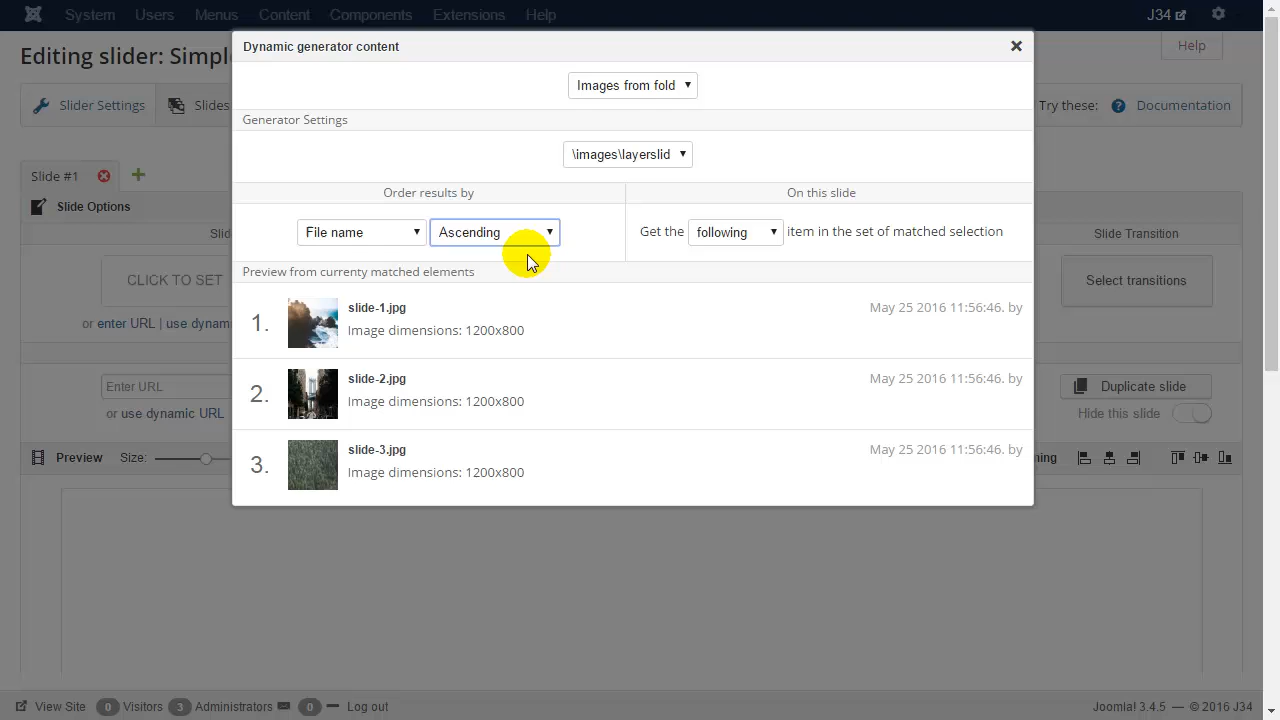 System Users Menus Content Components Extensions Help J34
Editing slider: Simpl
Help
Slider Settings Slides Try these: Documentation
Dynamic generator content
Images from fold
Generator Settings
\images\layerslid
Order results by On this slide
File name Ascending Get the following item in the set of matched selection
Preview from currenty matched elements
1. slide-1.jpg May 25 2016 11:56:46. by
Image dimensions: 1200x800
2. slide-2.jpg May 25 2016 11:56:46. by
Image dimensions: 1200x800
3. slide-3.jpg May 25 2016 11:56:46. by
Image dimensions: 1200x800
Slide #1
Slide Options
Slid Slide Transition
CLICK TO SET Select transitions
or enter URL | use dynam
Enter URL Duplicate slide
or use dynamic URL Hide this slide
Preview Size: ning
View Site 0 Visitors 3 Administrators 0 Log out Joomla! 3.4.5 — © 2016 J34